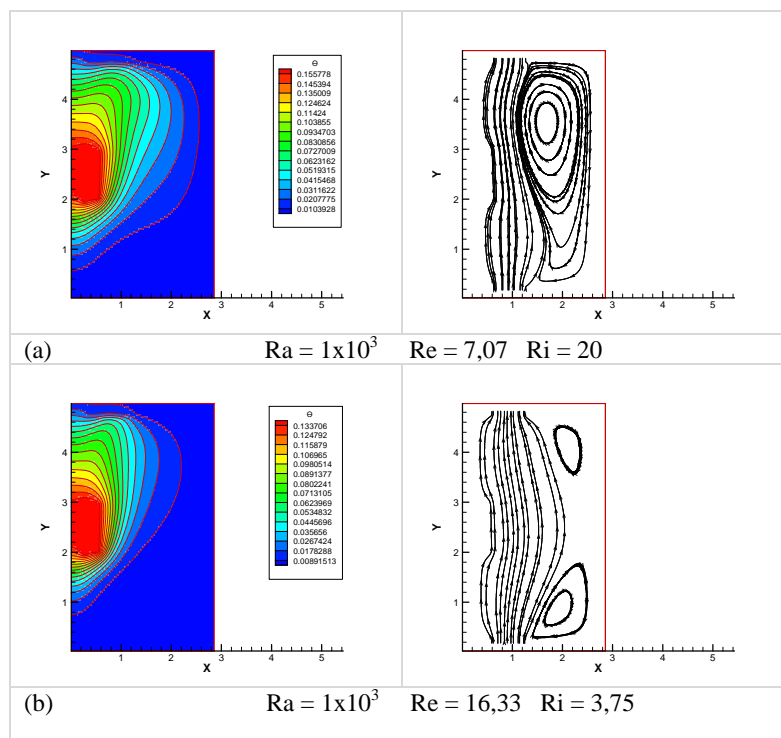 Θ
0.155778
0.145394
0.135009
0.124624
0.11424
0.103855
0.0934703
0.0830856
0.0727009
0.0623162
0.0519315
0.0415468
0.0311622
0.0207775
0.0103928
Y
4
3
2
1
1 2 3 4 5
X
Y
4
3
2
1
1 2 3 4 5
X
(a) Ra = 1x10³ Re = 7,07 Ri = 20
Θ
0.133706
0.124792
0.115879
0.106965
0.0980514
0.0891377
0.0802241
0.0713105
0.0623969
0.0534832
0.0445696
0.035656
0.0267424
0.0178288
0.00891513
Y
4
3
2
1
1 2 3 4 5
X
Y
4
3
2
1
1 2 3 4 5
X
(b) Ra = 1x10³ Re = 16,33 Ri = 3,75